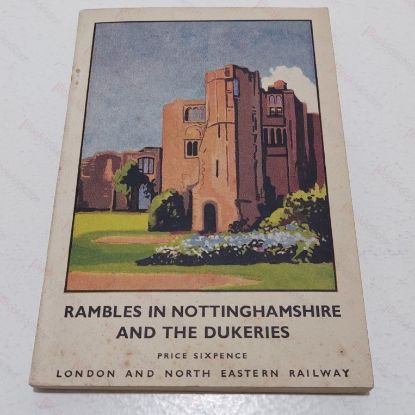 RAMBLES IN NOTTINGHAMSHIRE
AND THE DUKERIES
PRICE SIXPENCE
LONDON AND NORTH EASTERN RAILWAY